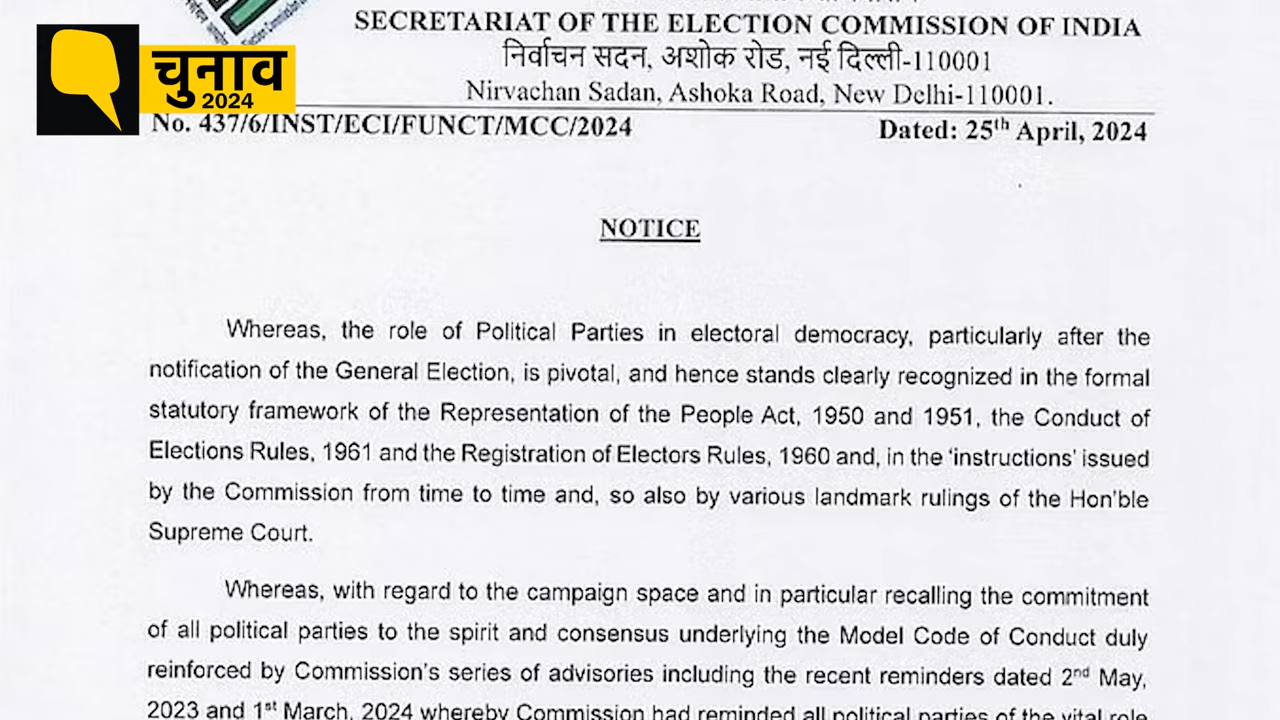 SECRETARIAT OF THE ELECTION COMMISSION OF INDIA
निर्वाचन सदन, अशोक रोड, नई दिल्ली-110001
Nirvachan Sadan, Ashoka Road, New Delhi-110001.
चुनाव
2024
No. 437/6/INST/ECI/FUNCT/MCC/2024 Dated: 25th April, 2024
NOTICE
Whereas, the role of Political Parties in electoral democracy, particularly after the
notification of the General Election, is pivotal, and hence stands clearly recognized in the formal
statutory framework of the Representation of the People Act, 1950 and 1951, the Conduct of
Elections Rules, 1961 and the Registration of Electors Rules, 1960 and, in the ‘instructions’ issued
by the Commission from time to time and, so also by various landmark rulings of the Hon’ble
Supreme Court.
Whereas, with regard to the campaign space and in particular recalling the commitment
of all political parties to the spirit and consensus underlying the Model Code of Conduct duly
reinforced by Commission’s series of advisories including the recent reminders dated 2nd May,
2023 and 1st March, 2024 whereby Commission had reminded all political parties of the vital role